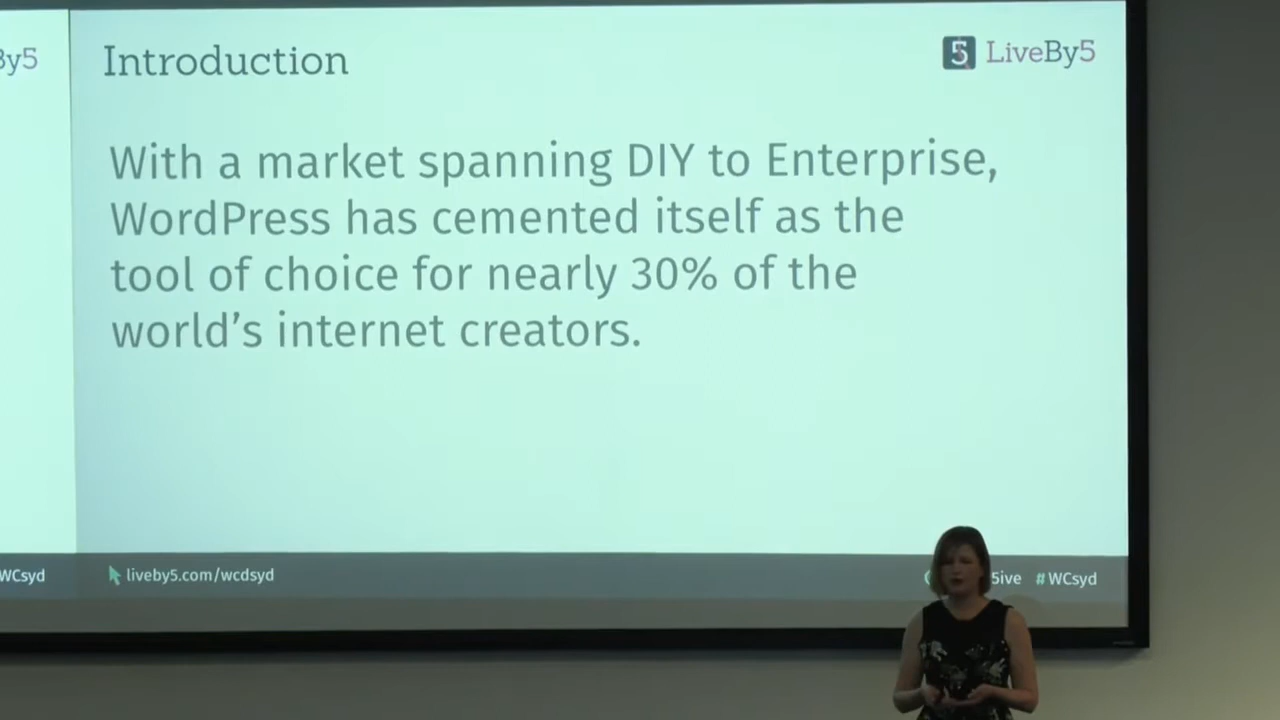 By5
Introduction
5 LiveBy5
With a market spanning DIY to Enterprise,
WordPress has cemented itself as the
tool of choice for nearly 30% of the
world's internet creators.
WCsyd
liveby5.com/wcdsyd
5ive #WCsyd